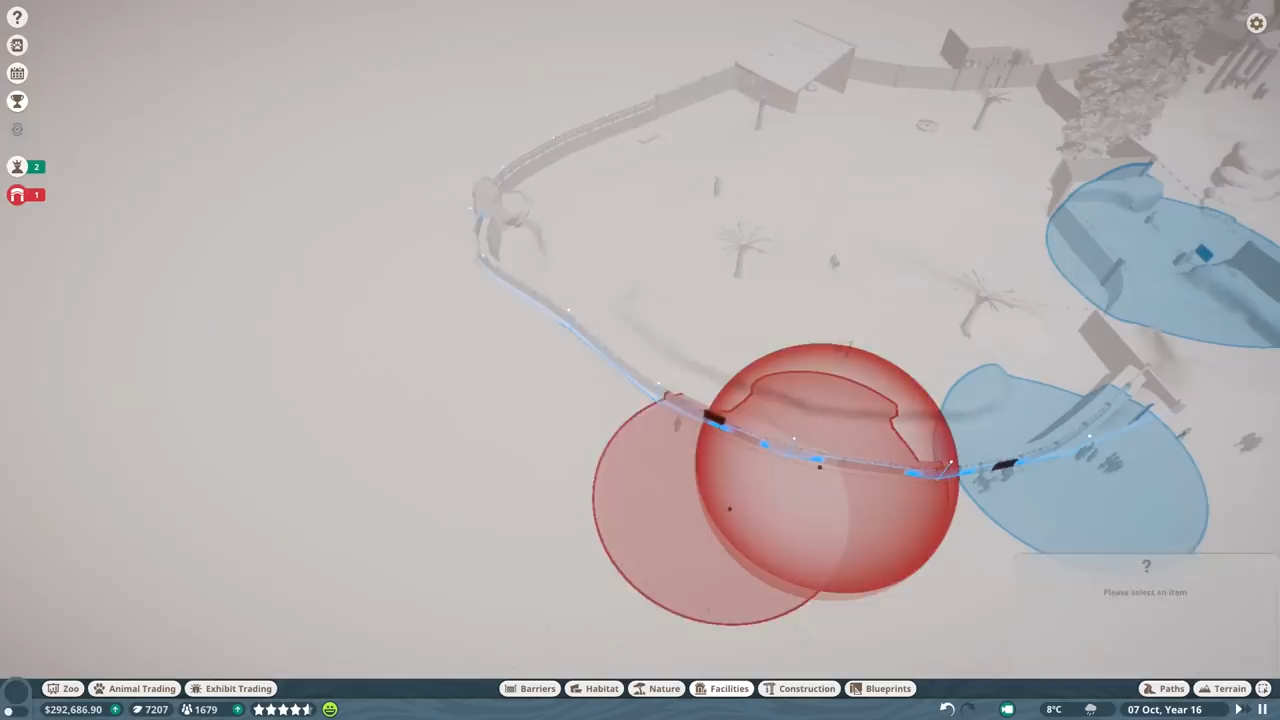 ?
2
1
?
Please select an item
Zoo
Animal Trading
Exhibit Trading
Barriers
Habitat
Nature
Facilities
Construction
Blueprints
Paths
Terrain
$292,686.90
7207
1679
8°C
07 Oct, Year 16